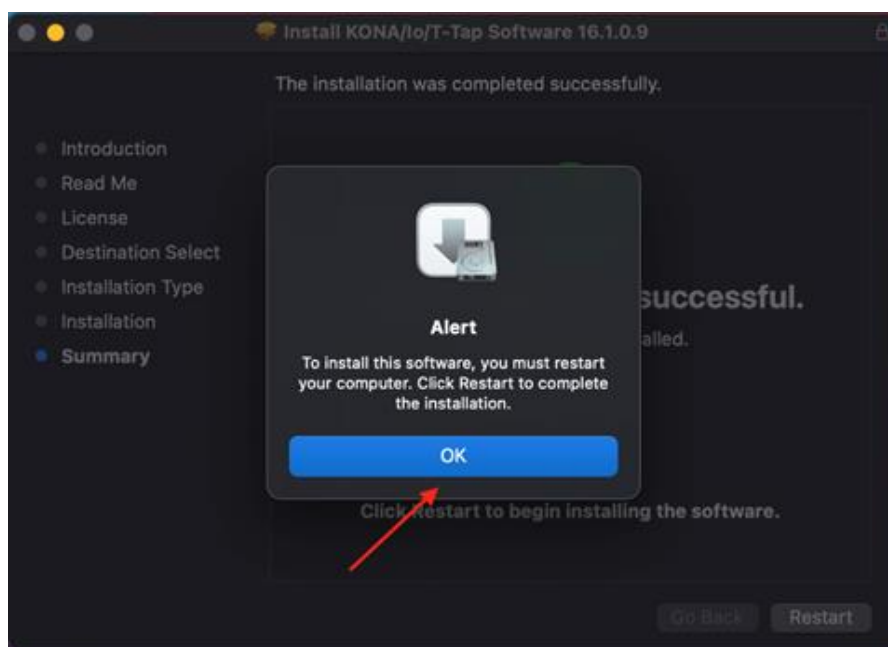 Install KONA/Io/T-Tap Software 16.1.0.9
The installation was completed successfully.
Introduction
Read Me
License
Destination Select
Installation Type
Installation
Summary
successful.
alled.
Alert
To install this software, you must restart
your computer. Click Restart to complete
the installation.
OK
Click Restart to begin installing the software.
Go Back
Restart